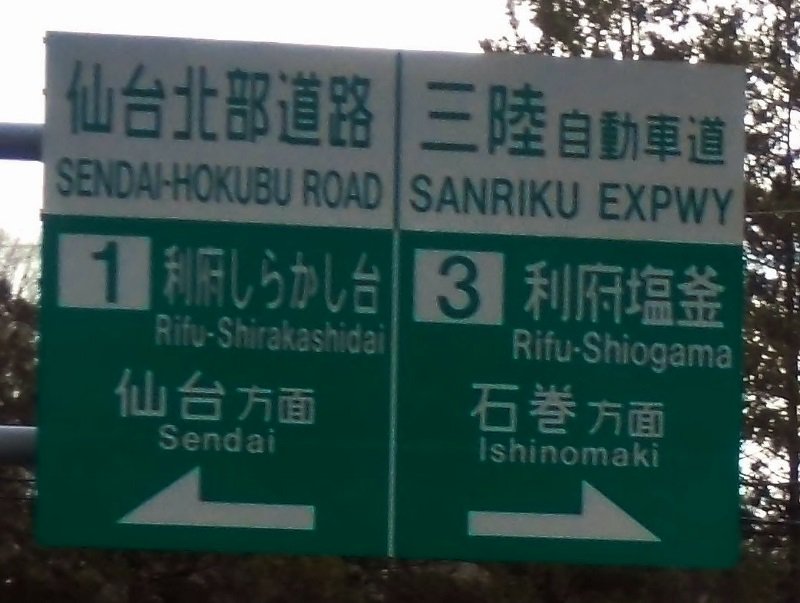 仙台北部道路
SENDAI-HOKUBU ROAD
1 利府しらかし台
Rifu-Shirakashidai
仙台方面
Sendai
三陸自動車道
SANRIKU EXPWY
3 利府塩釜
Rifu-Shiogama
石巻方面
Ishinomaki